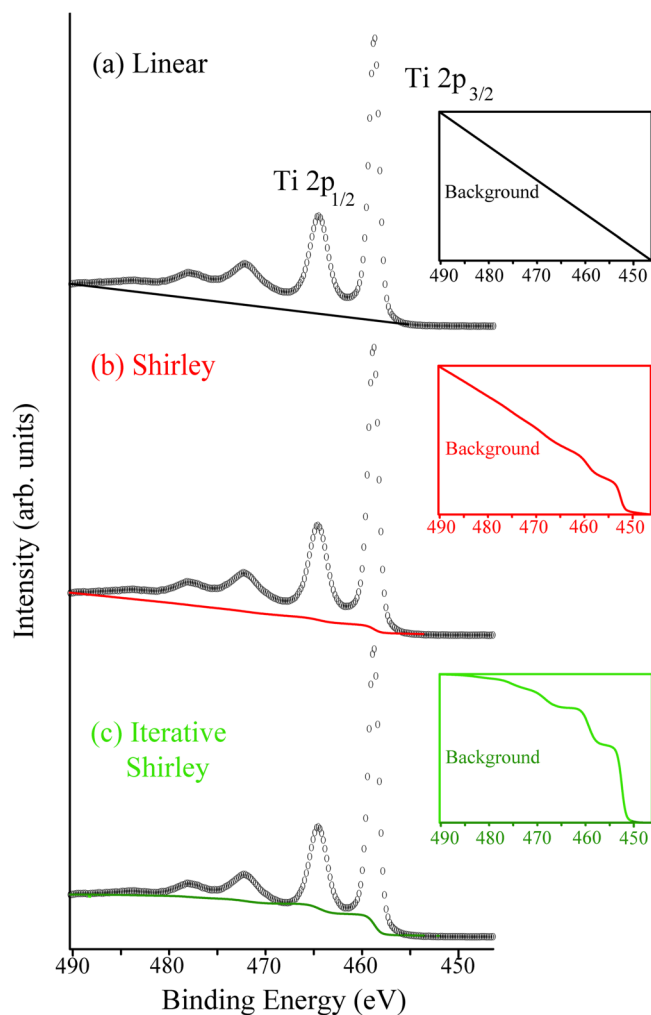 (a) Linear
Ti 2p3/2
Ti 2p1/2
Background
490 480 470 460 450
(b) Shirley
Background
490 480 470 460 450
(c) Iterative
Shirley
Background
490 480 470 460 450
Intensity (arb. units)
490 480 470 460 450
Binding Energy (eV)